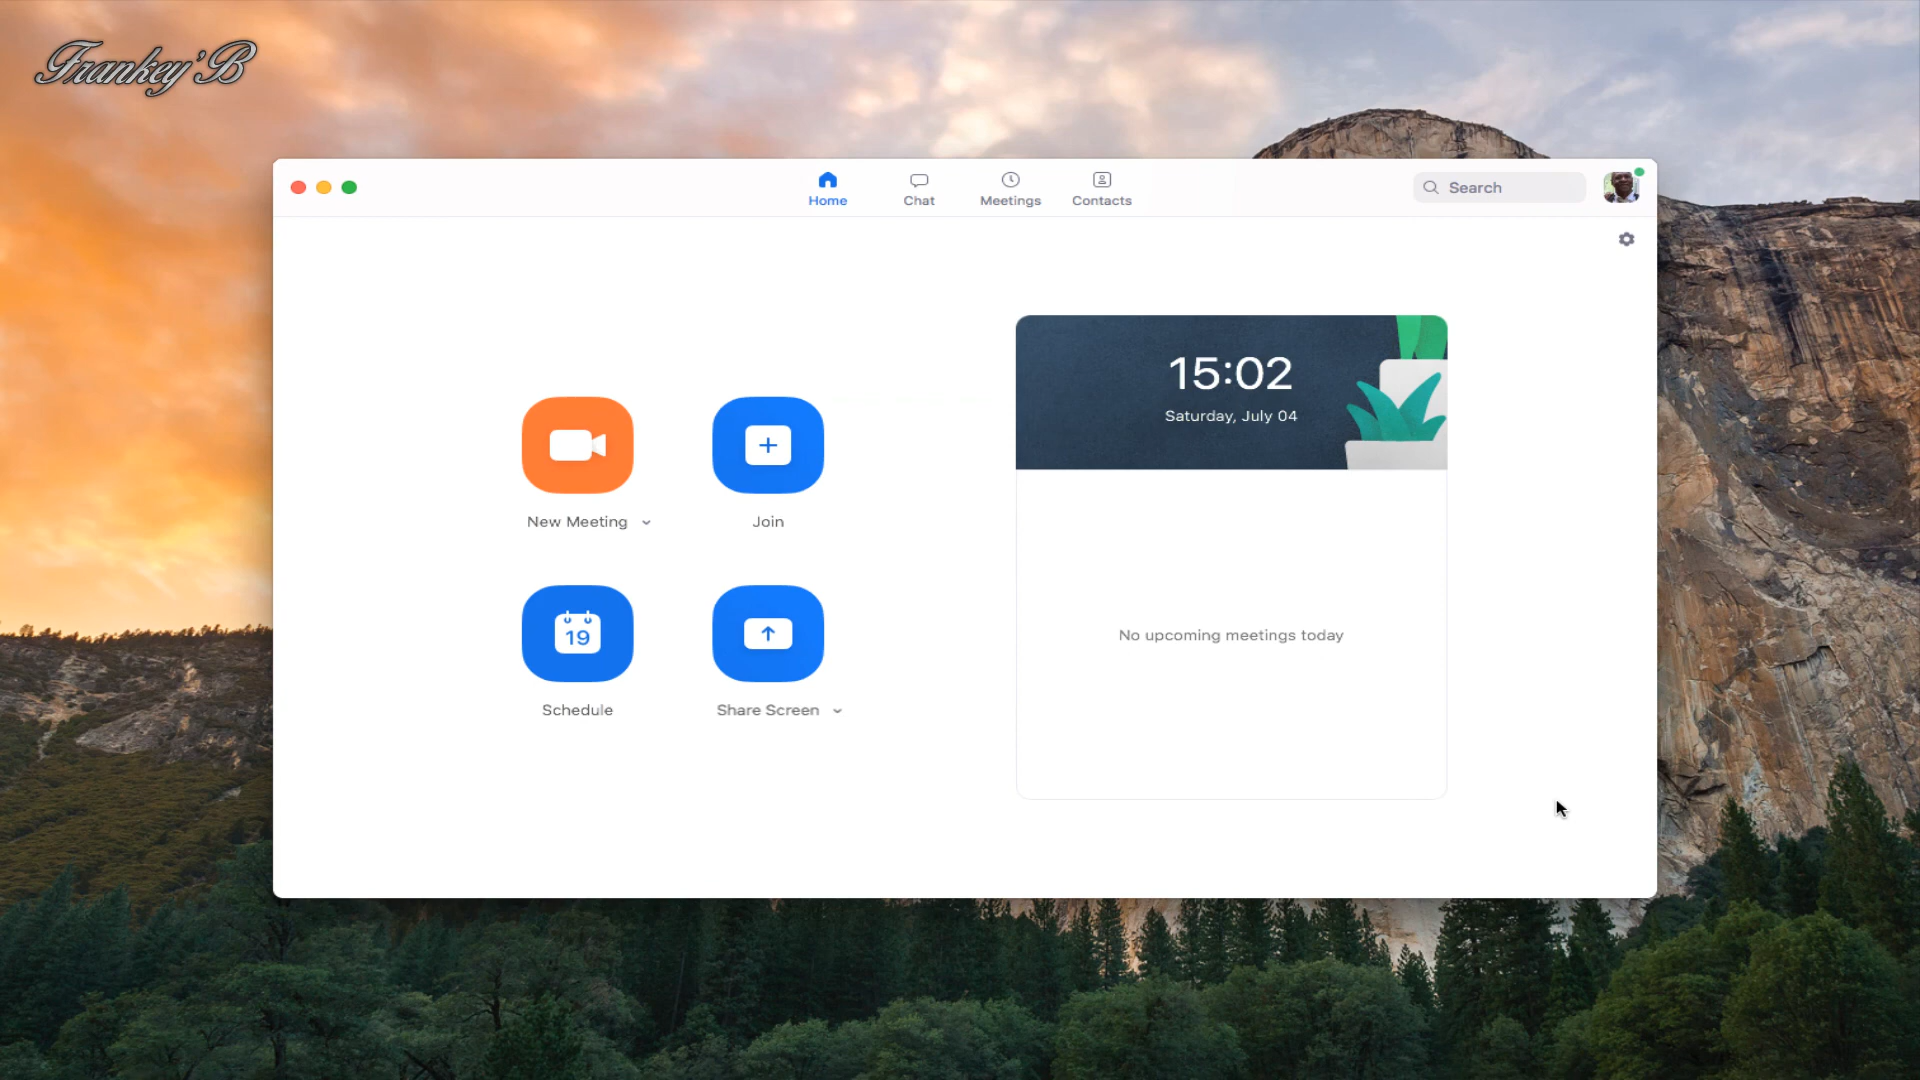 Frankey'B
Home
Chat
Meetings
Contacts
Search
15:02
Saturday, July 04
New Meeting
Join
19
Schedule
Share Screen
No upcoming meetings today